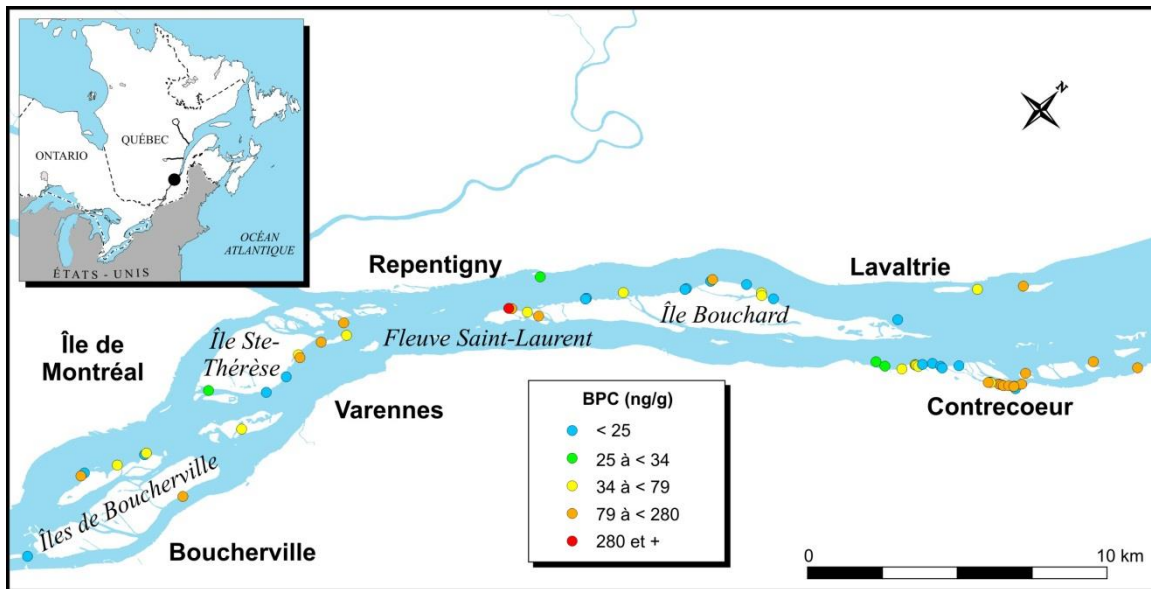 QUÉBEC
ONTARIO
OCÉAN
ATLANTIQUE
ÉTATS - UNIS
N
Repentigny
Lavaltrie
Île Bouchard
Île Ste-
Thérèse
Fleuve Saint-Laurent
Île de
Montréal
Varennes
Contrecoeur
Îles de Boucherville
Boucherville
BPC (ng/g)
< 25
25 à < 34
34 à < 79
79 à < 280
280 et +
0 10 km